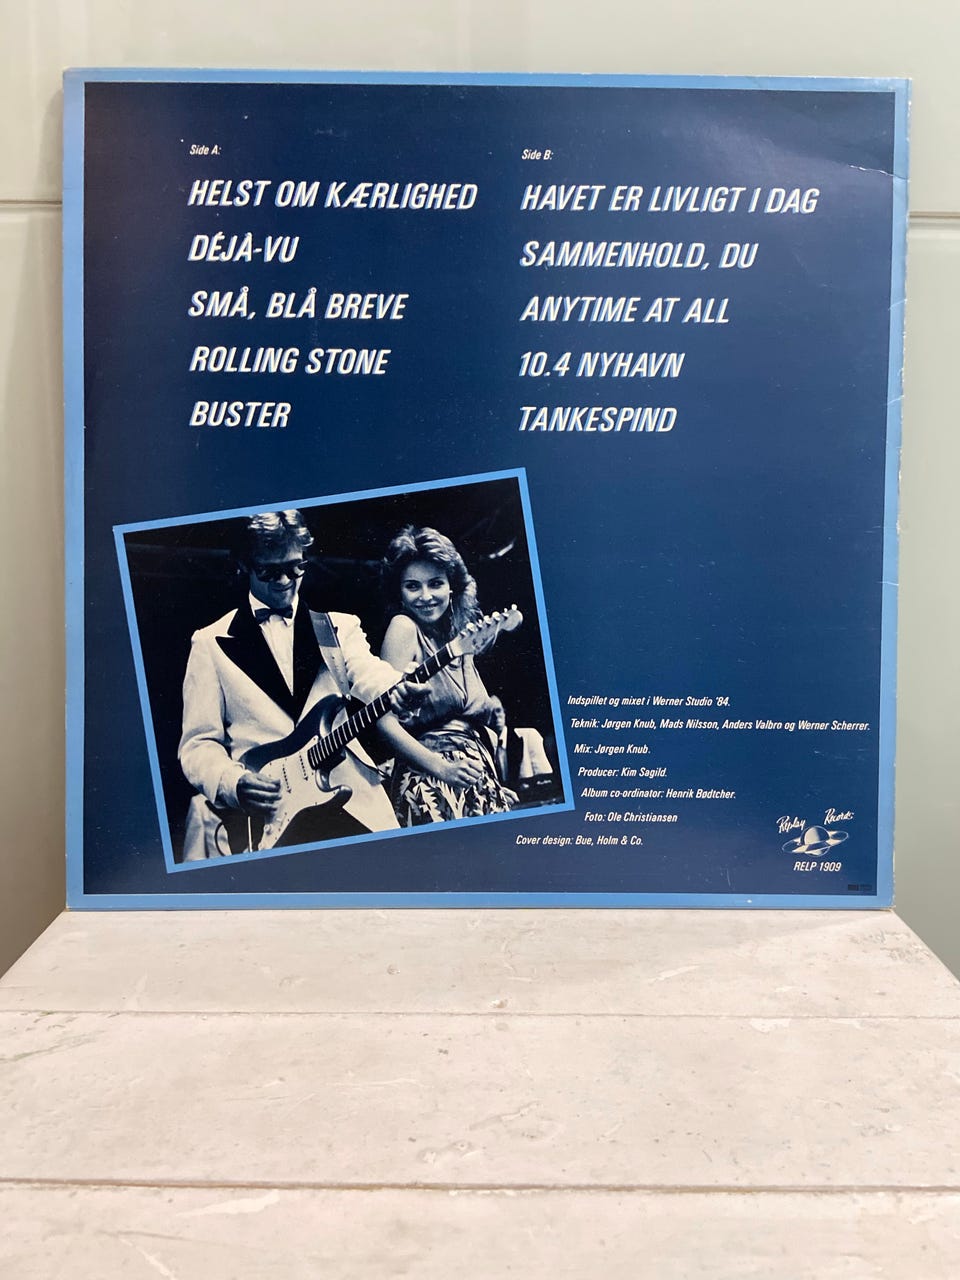 Side A:
HELST OM KÆRLIGHED
DÉJÀ-VU
SMÅ, BLÅ BREVE
ROLLING STONE
BUSTER
Side B:
HAVET ER LIVLIGT I DAG
SAMMENHOLD, DU
ANYTIME AT ALL
10.4 NYHAVN
TANKESPIND
Indspillet og mixet i Werner Studio '84.
Teknik: Jørgen Knub, Mads Nilsson, Anders Valbro og Werner Scherrer.
Mix: Jørgen Knub.
Producer: Kim Sagild.
Album co-ordinator: Henrik Bødtcher.
Foto: Ole Christiansen
Cover design: Bue, Holm & Co.
Replay Records
RELP 1909